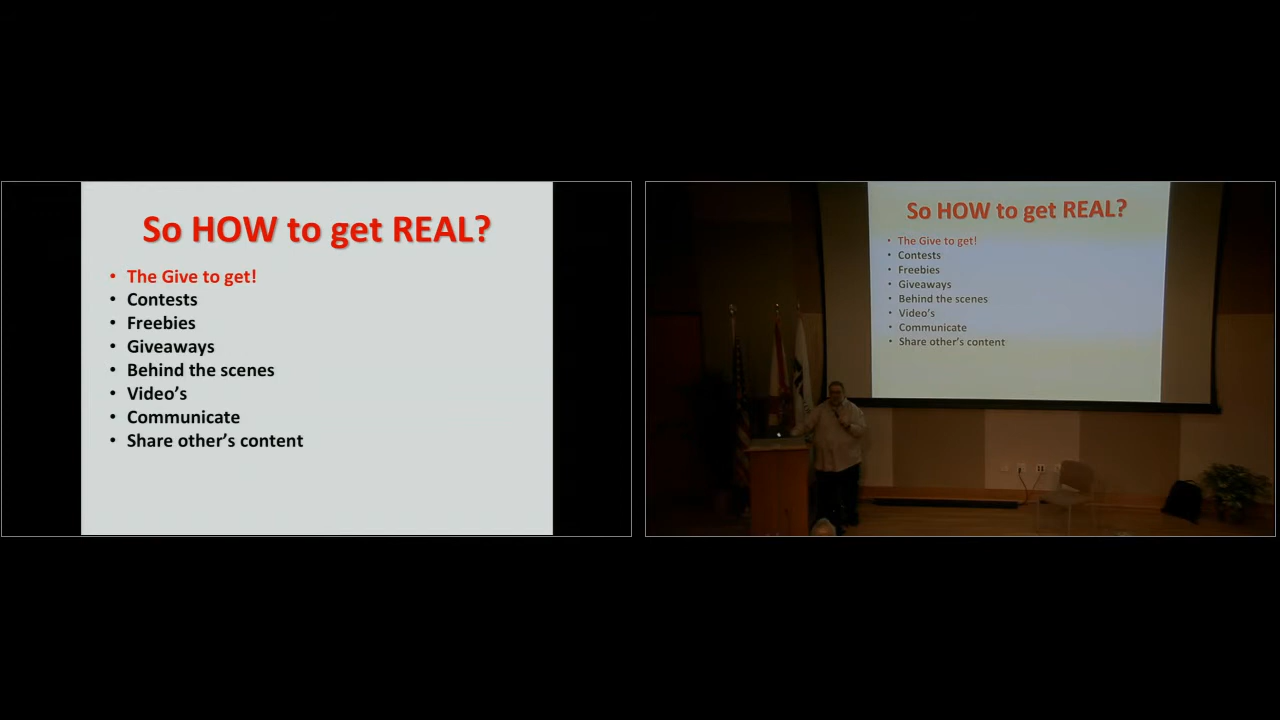 So HOW to get REAL?
• The Give to get!
• Contests
• Freebies
• Giveaways
• Behind the scenes
• Video’s
• Communicate
• Share other’s content
So HOW to get REAL?
• The Give to get!
• Contests
• Freebies
• Giveaways
• Behind the scenes
• Video’s
• Communicate
• Share other’s content